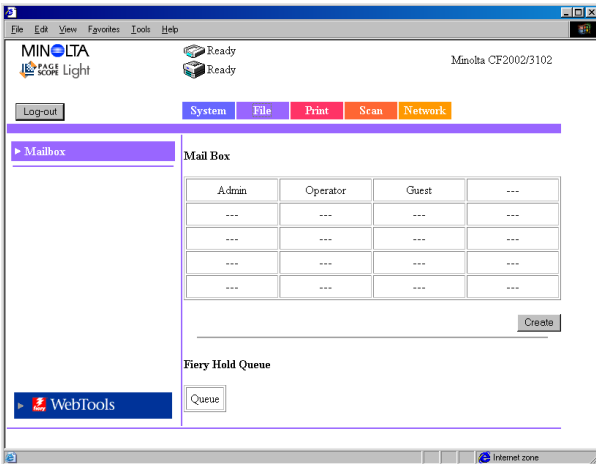 File Edit View Favorites Tools Help
MINOLTA
PAGE SCOPE Light
Ready
Ready
Minolta CF2002/3102
Log-out
System File Print Scan Network
Mailbox
Mail Box
Admin Operator Guest ---
--- --- --- ---
--- --- --- ---
--- --- --- ---
--- --- --- ---
Create
Fiery Hold Queue
Queue
fiery WebTools
Internet zone